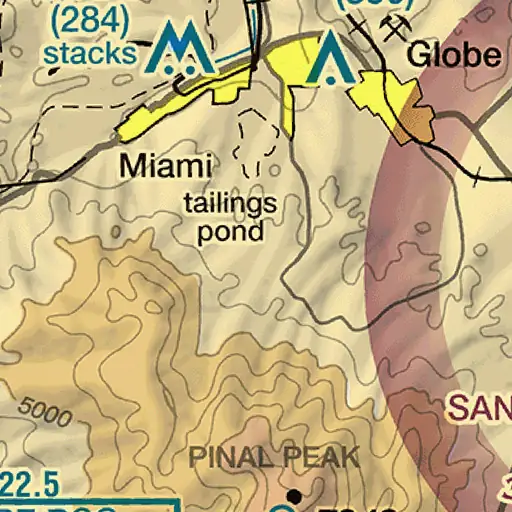 (284)
stacks
Globe
Miami
tailings
pond
5000
SAN
PINAL PEAK
22.5